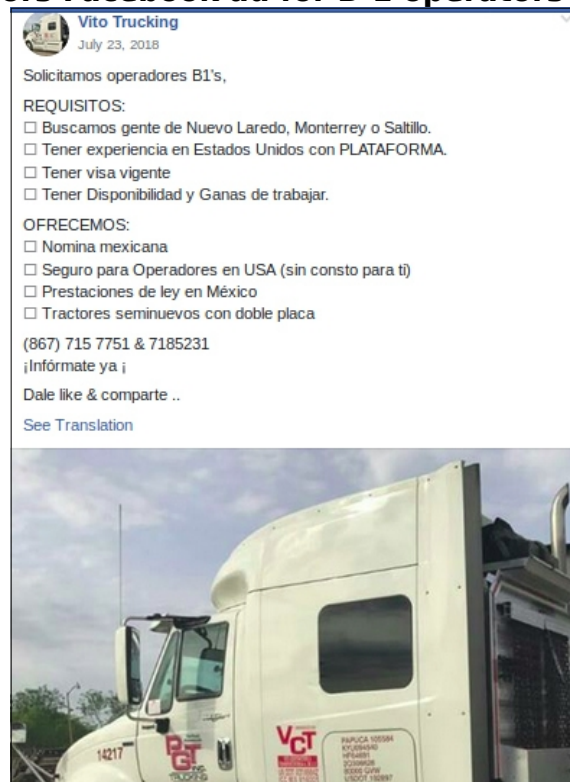 Vito Trucking
July 23, 2018
Solicitamos operadores B1's,
REQUISITOS:
☐ Buscamos gente de Nuevo Laredo, Monterrey o Saltillo.
☐ Tener experiencia en Estados Unidos con PLATAFORMA.
☐ Tener visa vigente
☐ Tener Disponibilidad y Ganas de trabajar.
OFRECEMOS:
☐ Nomina mexicana
☐ Seguro para Operadores en USA (sin consto para ti)
☐ Prestaciones de ley en México
☐ Tractores seminuevos con doble placa
(867) 715 7751 & 7185231
¡Infórmate ya ¡
Dale like & comparte ..
See Translation
14217
PGT
TRUCKING
VCT